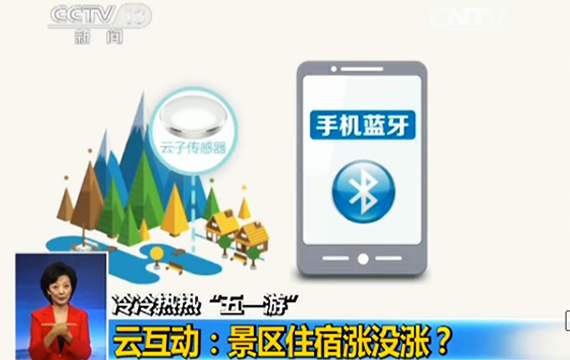 CCTV 13
新闻
CNTV
云子传感器
手机蓝牙
冷冷热热“五一游”
云互动：景区住宿涨没涨？